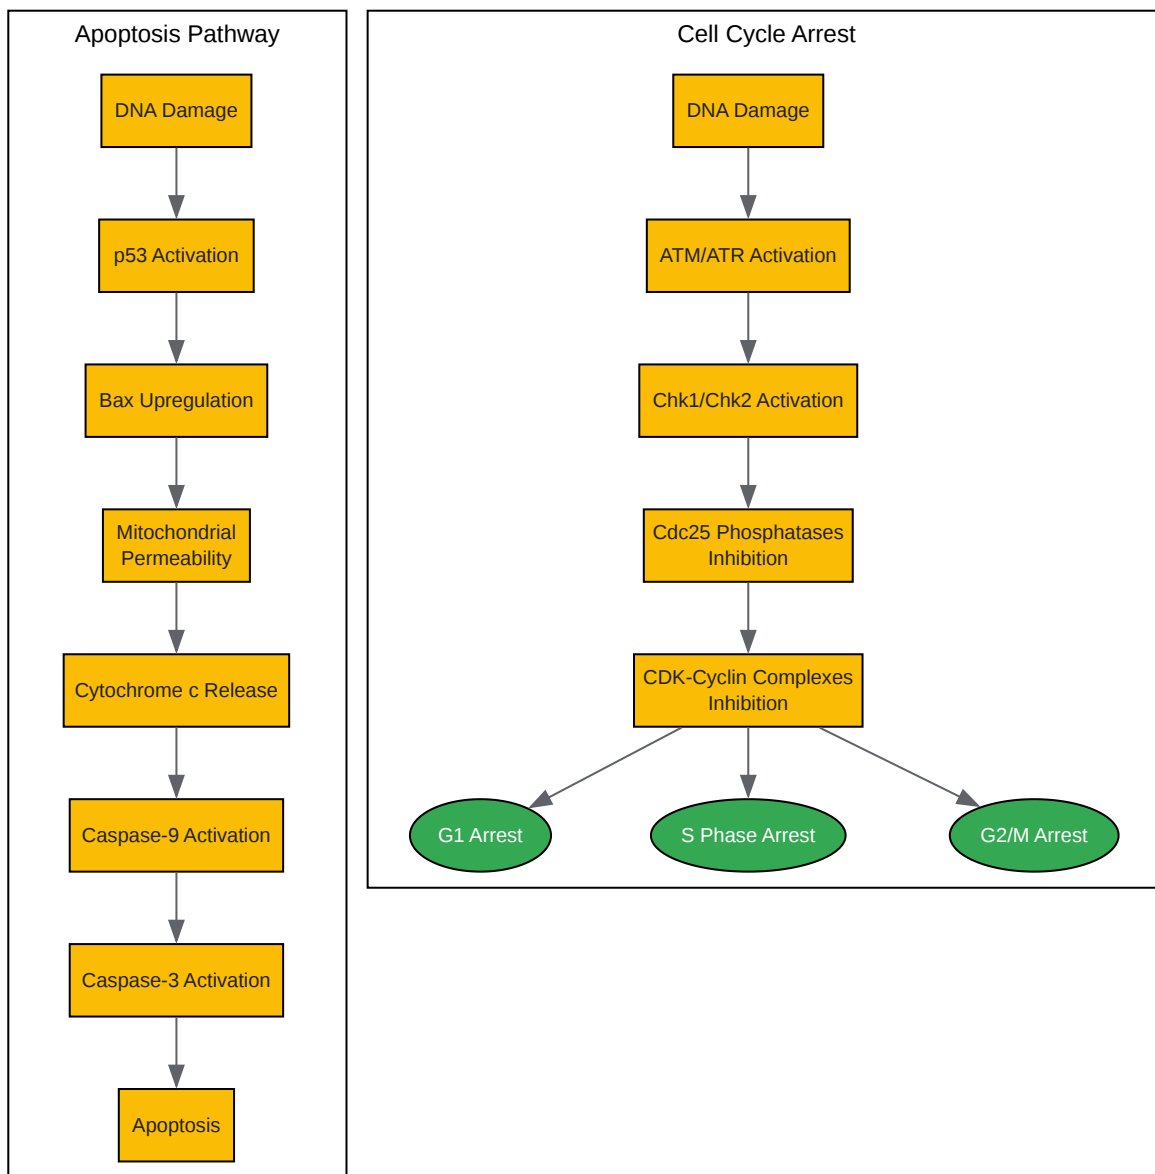 Apoptosis Pathway
DNA Damage
p53 Activation
Bax Upregulation
Mitochondrial
Permeability
Cytochrome c Release
Caspase-9 Activation
Caspase-3 Activation
Apoptosis
Cell Cycle Arrest
DNA Damage
ATM/ATR Activation
Chk1/Chk2 Activation
Cdc25 Phosphatases
Inhibition
CDK-Cyclin Complexes
Inhibition
G1 Arrest
S Phase Arrest
G2/M Arrest